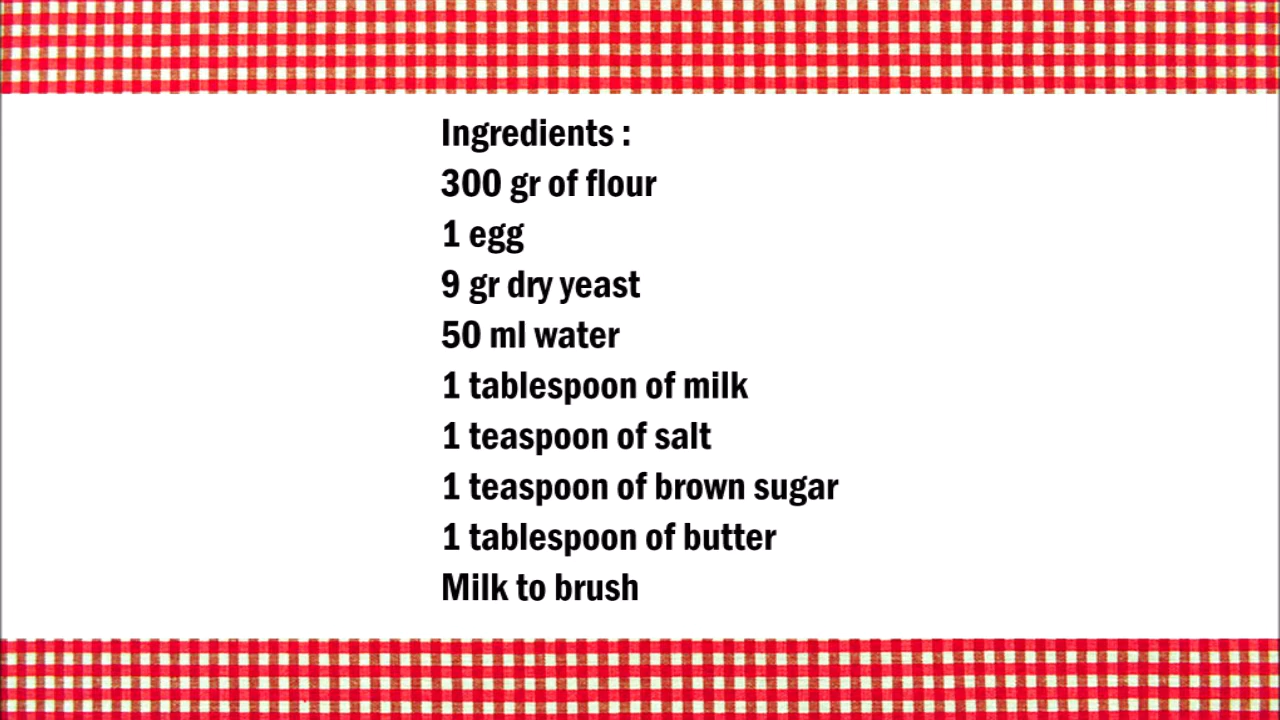 Ingredients :
300 gr of flour
1 egg
9 gr dry yeast
50 ml water
1 tablespoon of milk
1 teaspoon of salt
1 teaspoon of brown sugar
1 tablespoon of butter
Milk to brush